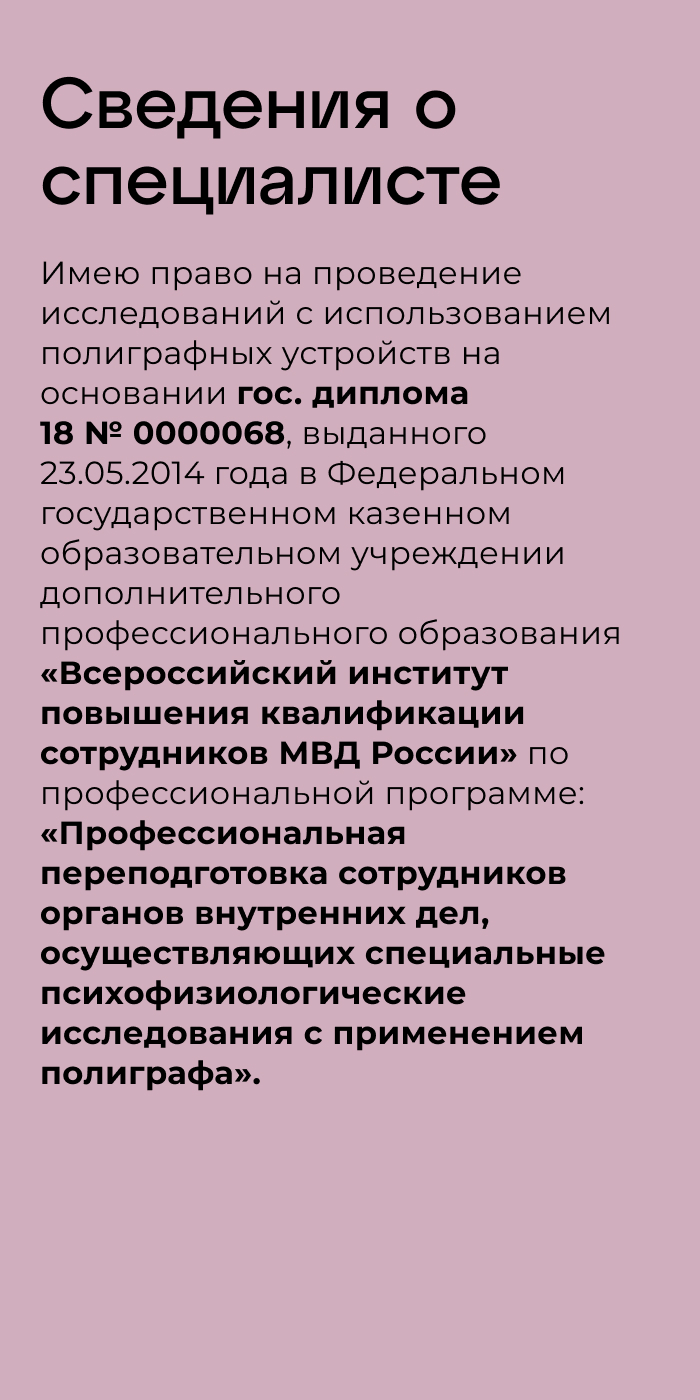 Сведения о
специалисте
Имею право на проведение
исследований с использованием
полиграфных устройств на
основании гос. диплома
18 № 0000068, выданного
23.05.2014 года в Федеральном
государственном казенном
образовательном учреждении
дополнительного
профессионального образования
«Всероссийский институт
повышения квалификации
сотрудников МВД России» по
профессиональной программе:
«Профессиональная
переподготовка сотрудников
органов внутренних дел,
осуществляющих специальные
психофизиологические
исследования с применением
полиграфа».